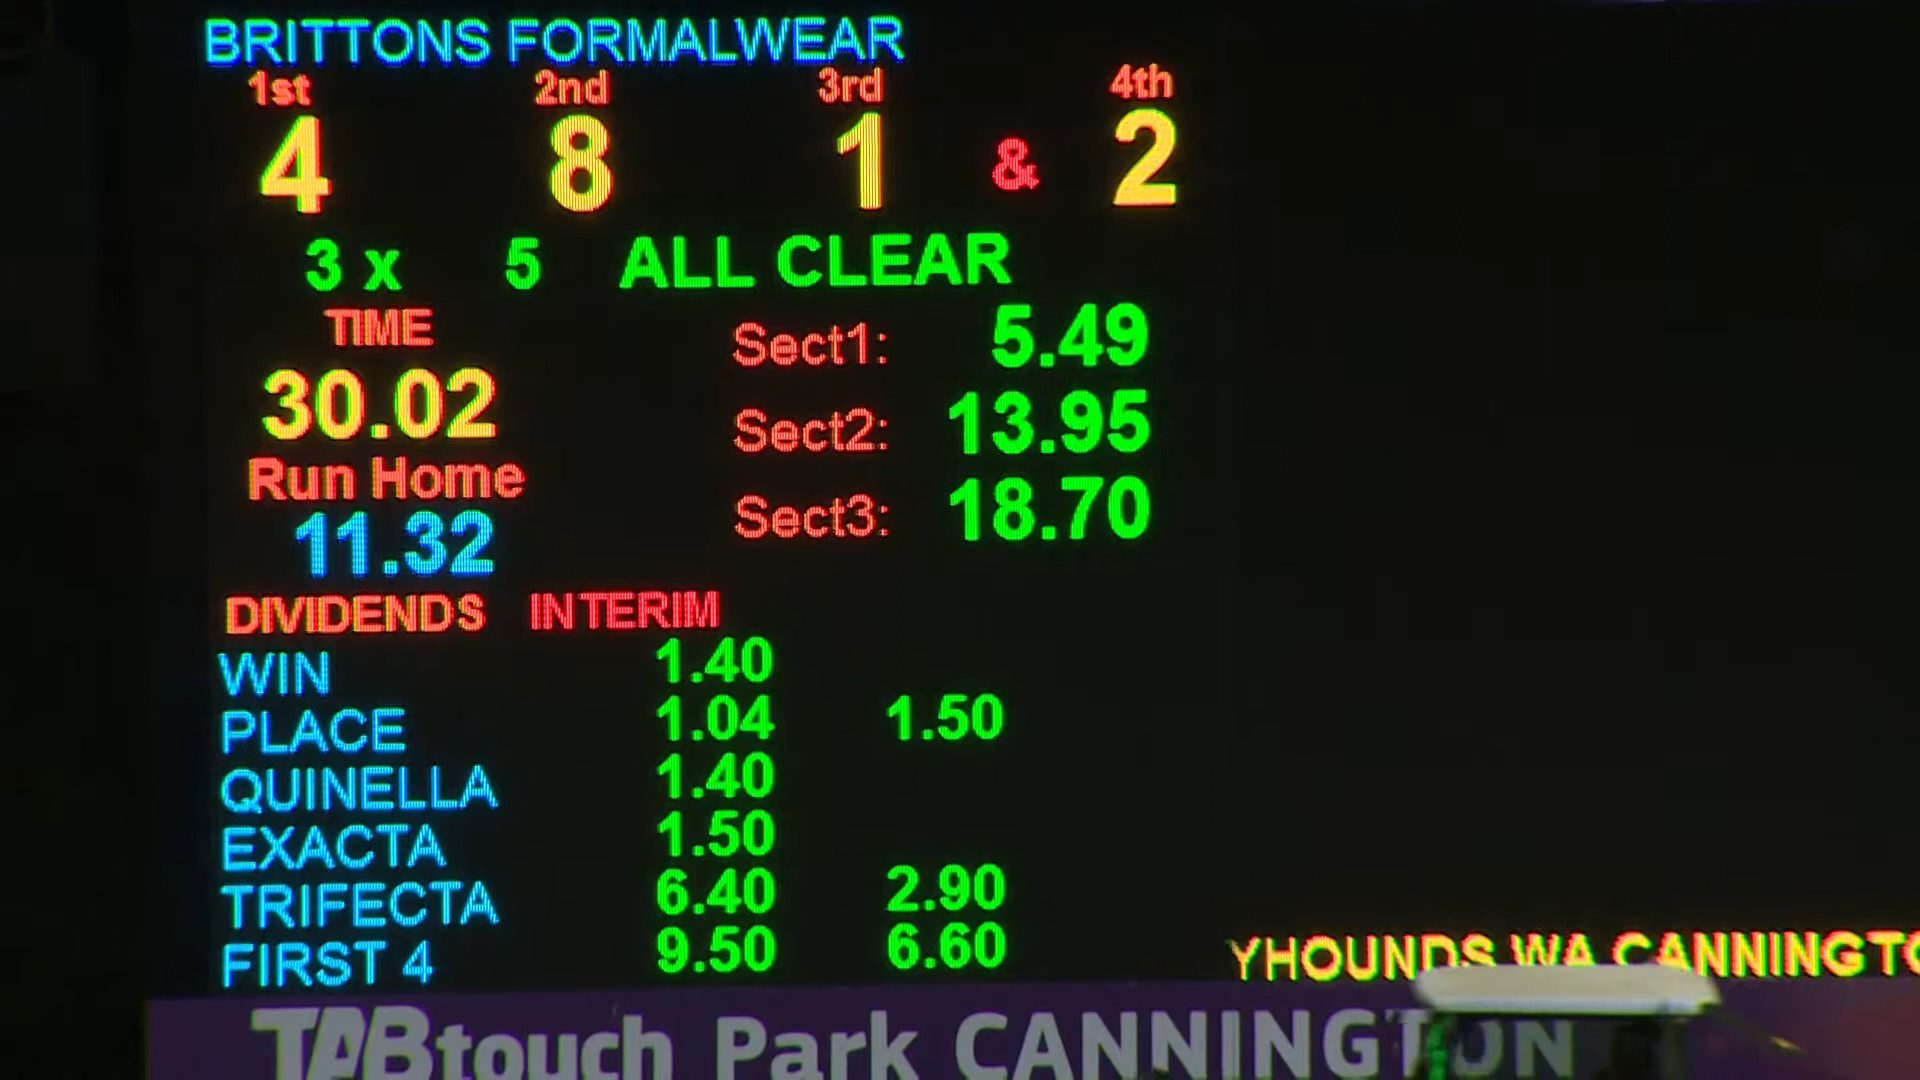 BRITTONS FORMALWEAR
1st 2nd 3rd 4th
4 8 1 & 2
3 x 5 ALL CLEAR
TIME
30.02
Run Home
11.32
Sect1: 5.49
Sect2: 13.95
Sect3: 18.70
DIVIDENDS INTERIM
WIN 1.40
PLACE 1.04 1.50
QUINELLA 1.40
EXACTA 1.50
TRIFECTA 6.40 2.90
FIRST 4 9.50 6.60
YHOUNDS WA CANNINGTO
TABtouch Park CANNINGTON